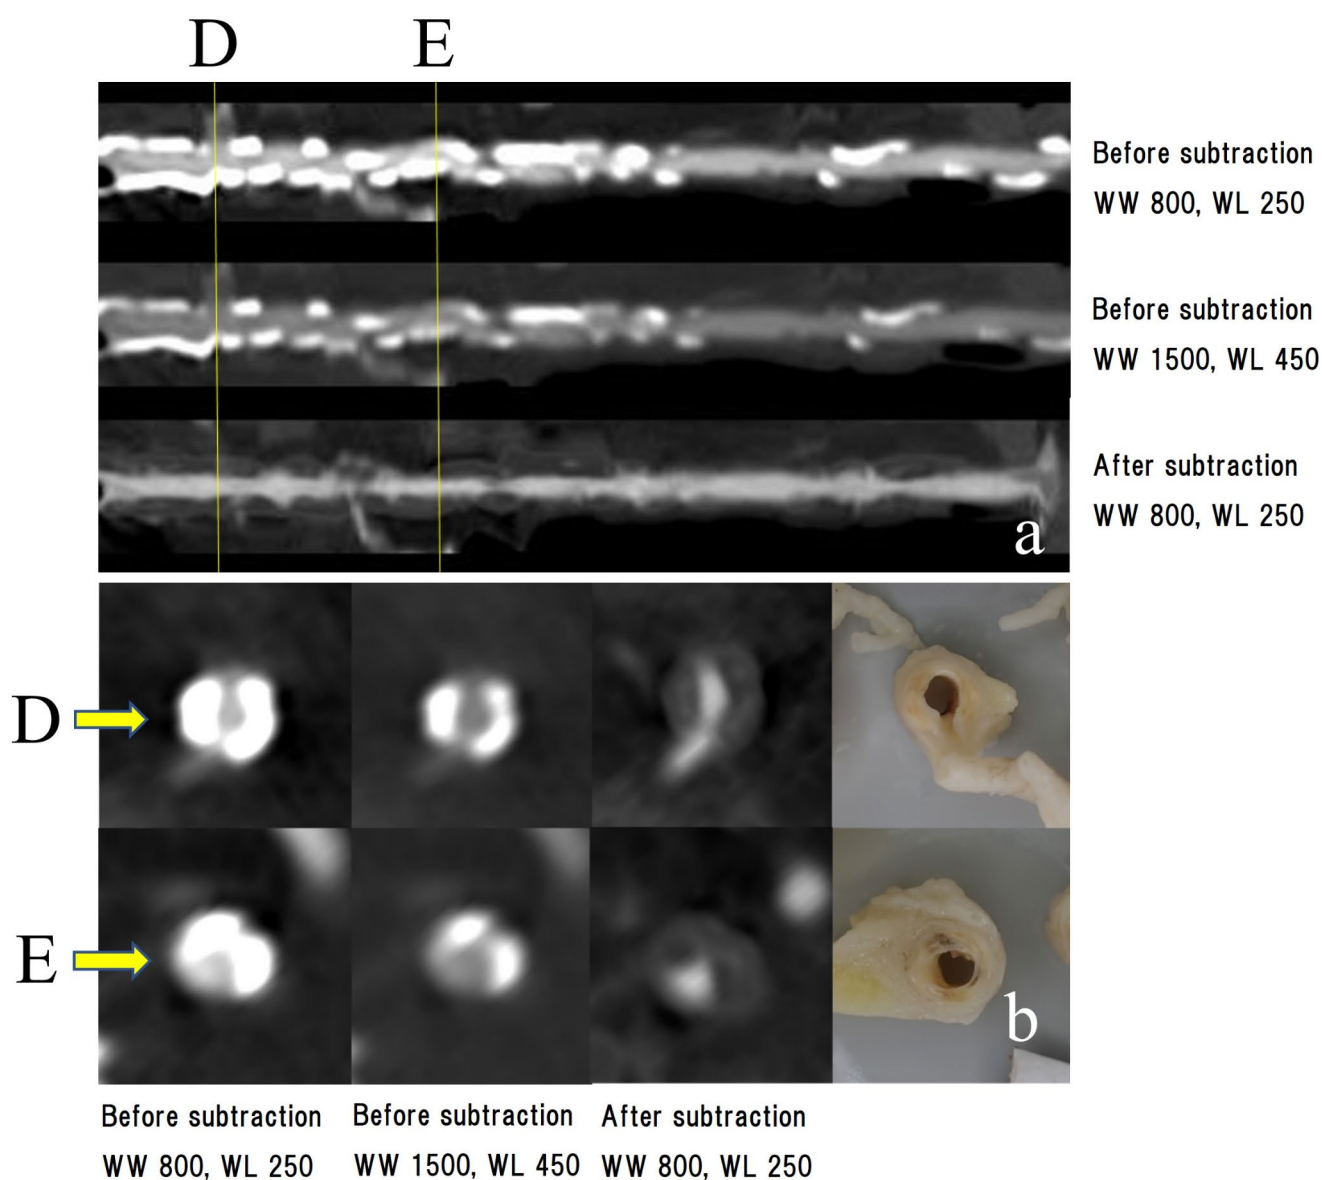 D E
Before subtraction
WW 800, WL 250
Before subtraction
WW 1500, WL 450
After subtraction
WW 800, WL 250
a
D
E
b
Before subtraction
WW 800, WL 250
Before subtraction
WW 1500, WL 450
After subtraction
WW 800, WL 250